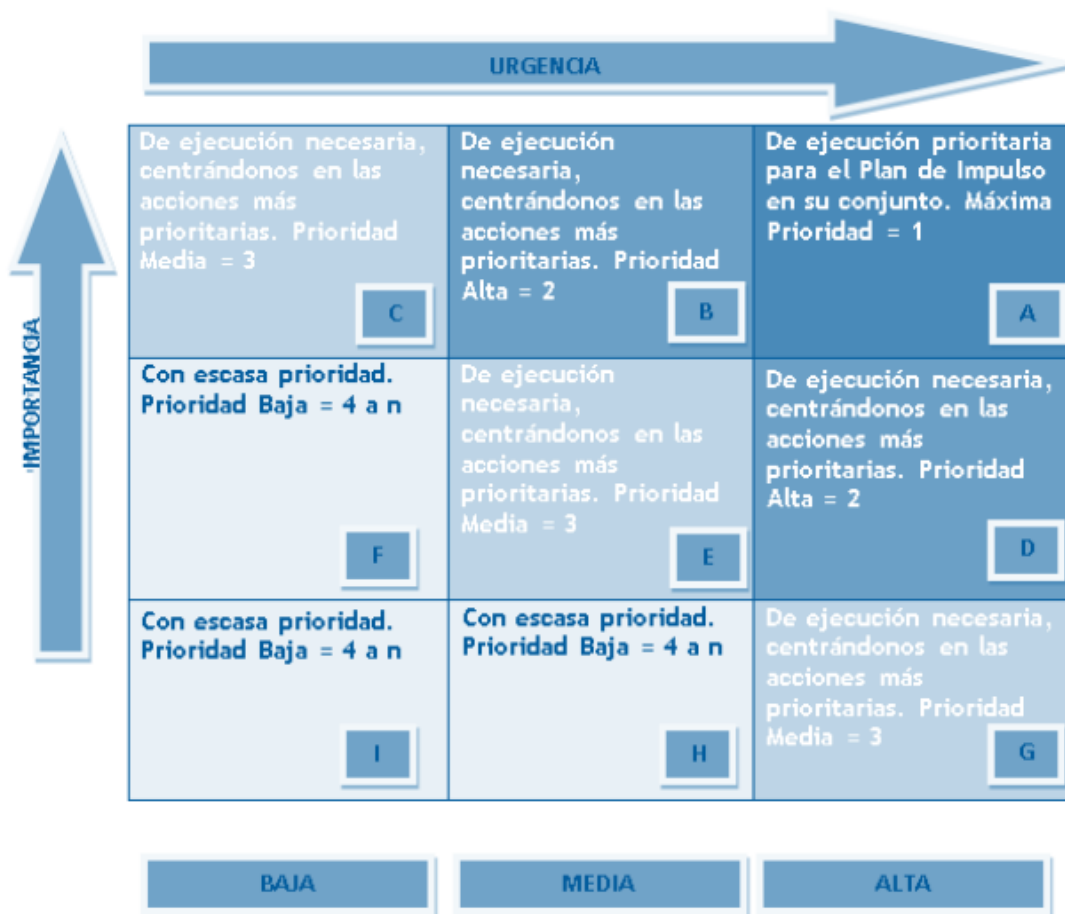 URGENCIA
IMPORTANCIA
De ejecución necesaria,
centrándonos en las
acciones más
prioritarias. Prioridad
Media = 3
C
De ejecución
necesaria,
centrándonos en las
acciones más
prioritarias. Prioridad
Alta = 2
B
De ejecución prioritaria
para el Plan de Impulso
en su conjunto. Máxima
Prioridad = 1
A
Con escasa prioridad.
Prioridad Baja = 4 a n
F
De ejecución
necesaria,
centrándonos en las
acciones más
prioritarias. Prioridad
Media = 3
E
De ejecución necesaria,
centrándonos en las
acciones más
prioritarias. Prioridad
Alta = 2
D
Con escasa prioridad.
Prioridad Baja = 4 a n
I
Con escasa prioridad.
Prioridad Baja = 4 a n
H
De ejecución necesaria,
centrándonos en las
acciones más
prioritarias. Prioridad
Media = 3
G
BAJA
MEDIA
ALTA